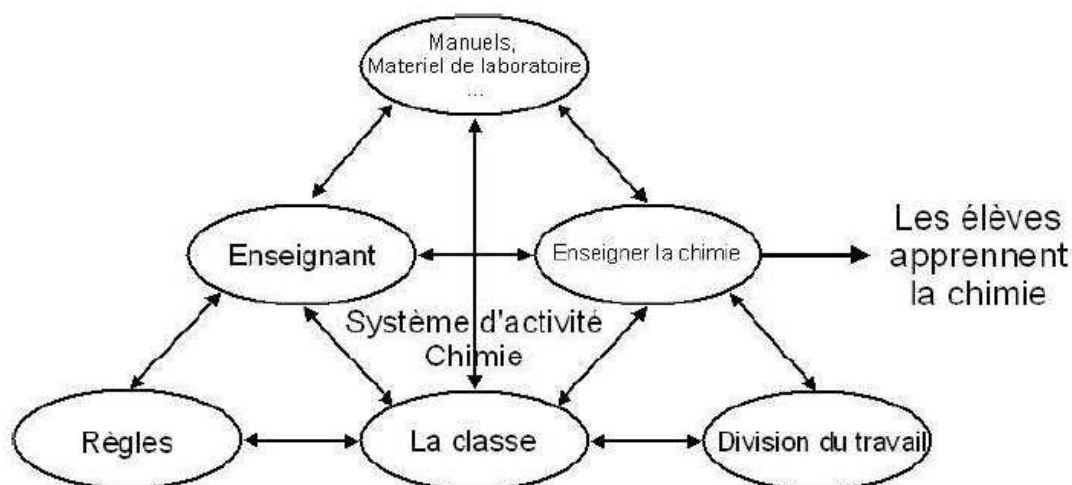 Manuels,
Materiel de laboratoire
...
Enseignant
Enseigner la chimie
Les élèves
apprennent
la chimie
Système d'activité
Chimie
Règles
La classe
Division du travail